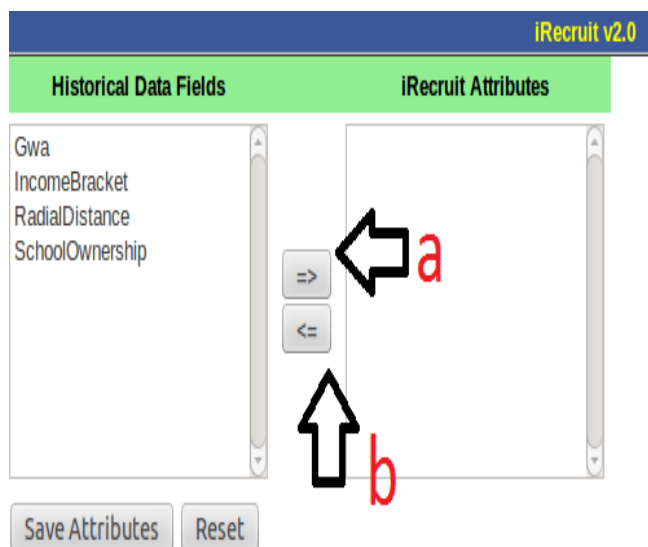 iRecruit v2.0
Historical Data Fields iRecruit Attributes
Gwa
IncomeBracket
RadialDistance
SchoolOwnership
a
=>
<=
b
Save Attributes Reset